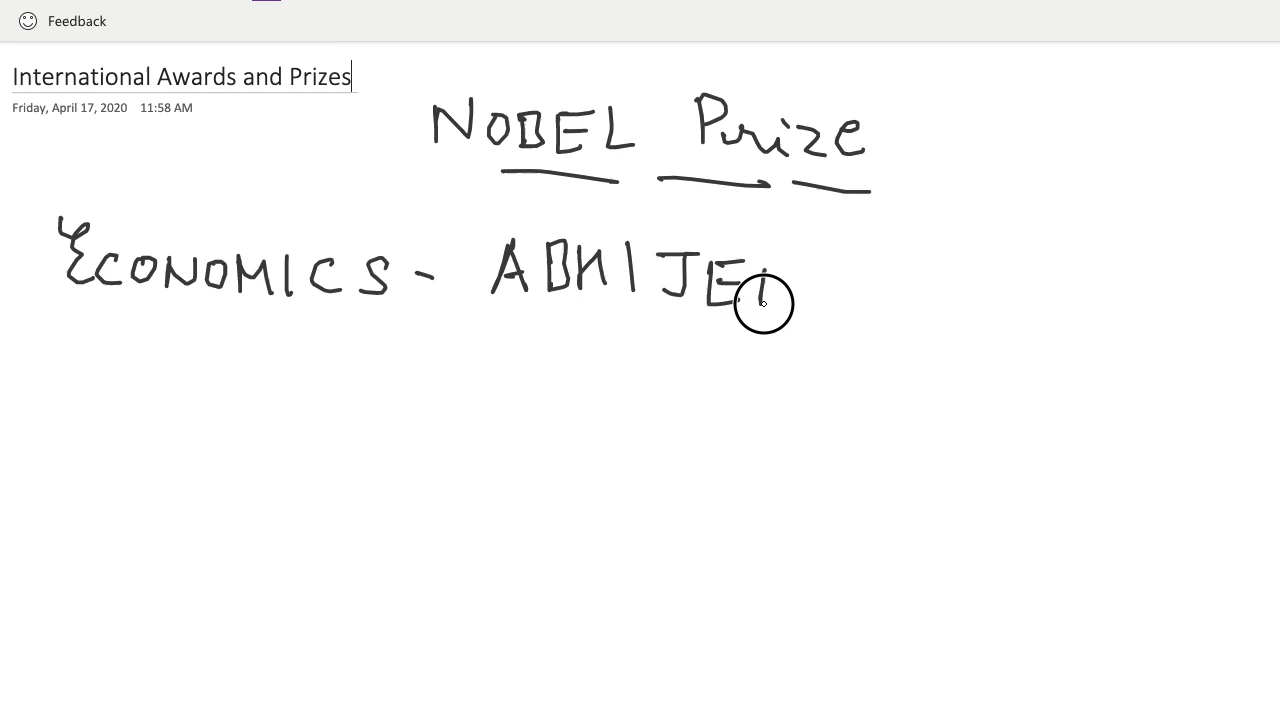 Feedback
International Awards and Prizes
Friday, April 17, 2020 11:58 AM
NOBEL Prize
ECONOMICS - ABHIJE